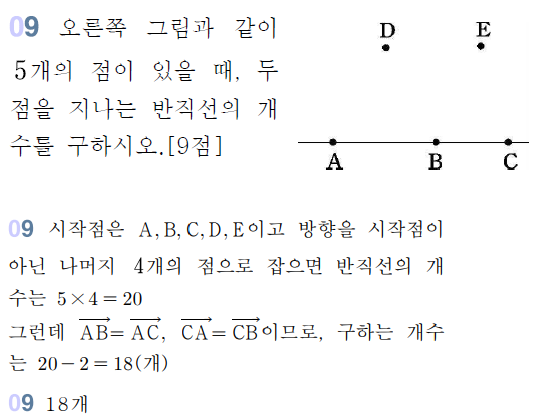 09 오른쪽 그림과 같이
5개의 점이 있을 때, 두
점을 지나는 반직선의 개
수를 구하시오.[9점]
D E
A B C
09 시작점은 A, B, C, D, E이고 방향을 시작점이
아닌 나머지 4개의 점으로 잡으면 반직선의 개
수는 5×4=20
그런데 $\overrightarrow{AB}=\overrightarrow{AC}$, $\overrightarrow{CA}=\overrightarrow{CB}$이므로, 구하는 개수
는 20-2=18(개)
09 18개